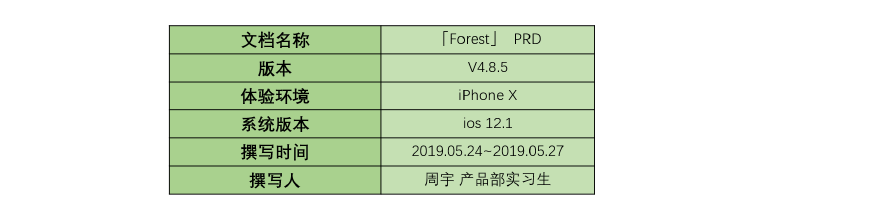 文档名称 「Forest」 PRD
版本 V4.8.5
体验环境 iPhone X
系统版本 ios 12.1
撰写时间 2019.05.24~2019.05.27
撰写人 周宇 产品部实习生